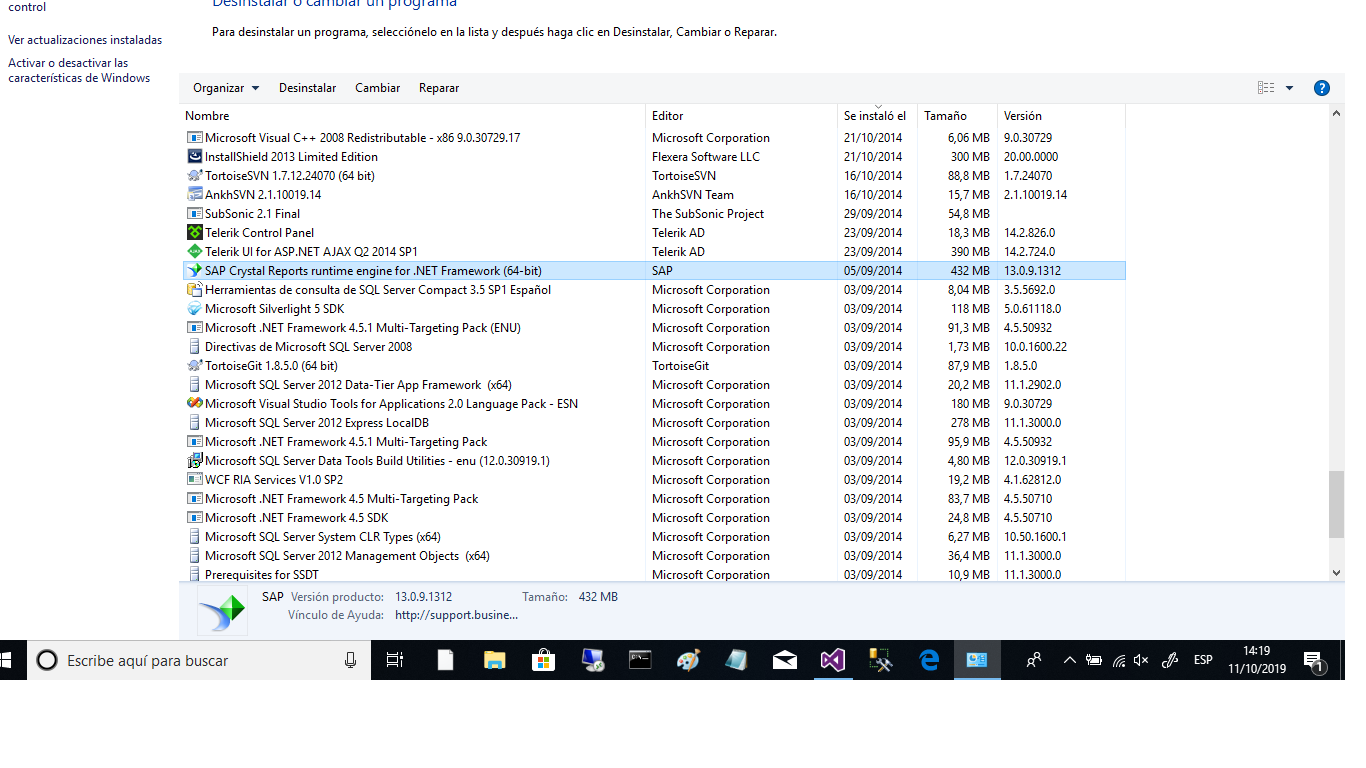 control
Desinstalar o cambiar un programa
Ver actualizaciones instaladas
Activar o desactivar las
características de Windows
Para desinstalar un programa, selecciónelo en la lista y después haga clic en Desinstalar, Cambiar o Reparar.
Organizar Desinstalar Cambiar Reparar ?
Nombre Editor Se instaló el Tamaño Versión
Microsoft Visual C++ 2008 Redistributable - x86 9.0.30729.17 Microsoft Corporation 21/10/2014 6,06 MB 9.0.30729
InstallShield 2013 Limited Edition Flexera Software LLC 21/10/2014 300 MB 20.00.0000
TortoiseSVN 1.7.12.24070 (64 bit) TortoiseSVN 16/10/2014 88,8 MB 1.7.24070
AnkhSVN 2.1.10019.14 AnkhSVN Team 16/10/2014 15,7 MB 2.1.10019.14
SubSonic 2.1 Final The SubSonic Project 29/09/2014 54,8 MB
Telerik Control Panel Telerik AD 23/09/2014 18,3 MB 14.2.826.0
Telerik UI for ASP.NET AJAX Q2 2014 SP1 Telerik AD 23/09/2014 390 MB 14.2.724.0
SAP Crystal Reports runtime engine for .NET Framework (64-bit) SAP 05/09/2014 432 MB 13.0.9.1312
Herramientas de consulta de SQL Server Compact 3.5 SP1 Español Microsoft Corporation 03/09/2014 8,04 MB 3.5.5692.0
Microsoft Silverlight 5 SDK Microsoft Corporation 03/09/2014 118 MB 5.0.61118.0
Microsoft .NET Framework 4.5.1 Multi-Targeting Pack (ENU) Microsoft Corporation 03/09/2014 91,3 MB 4.5.50932
Directivas de Microsoft SQL Server 2008 Microsoft Corporation 03/09/2014 1,73 MB 10.0.1600.22
TortoiseGit 1.8.5.0 (64 bit) TortoiseGit 03/09/2014 87,9 MB 1.8.5.0
Microsoft SQL Server 2012 Data-Tier App Framework (x64) Microsoft Corporation 03/09/2014 20,2 MB 11.1.2902.0
Microsoft Visual Studio Tools for Applications 2.0 Language Pack - ESN Microsoft Corporation 03/09/2014 180 MB 9.0.30729
Microsoft SQL Server 2012 Express LocalDB Microsoft Corporation 03/09/2014 278 MB 11.1.3000.0
Microsoft .NET Framework 4.5.1 Multi-Targeting Pack Microsoft Corporation 03/09/2014 95,9 MB 4.5.50932
Microsoft SQL Server Data Tools Build Utilities - enu (12.0.30919.1) Microsoft Corporation 03/09/2014 4,80 MB 12.0.30919.1
WCF RIA Services V1.0 SP2 Microsoft Corporation 03/09/2014 19,2 MB 4.1.62812.0
Microsoft .NET Framework 4.5 Multi-Targeting Pack Microsoft Corporation 03/09/2014 83,7 MB 4.5.50710
Microsoft .NET Framework 4.5 SDK Microsoft Corporation 03/09/2014 24,8 MB 4.5.50710
Microsoft SQL Server System CLR Types (x64) Microsoft Corporation 03/09/2014 6,27 MB 10.50.1600.1
Microsoft SQL Server 2012 Management Objects (x64) Microsoft Corporation 03/09/2014 36,4 MB 11.1.3000.0
Prerequisites for SSDT Microsoft Corporation 03/09/2014 10,9 MB 11.1.3000.0
SAP Versión producto: 13.0.9.1312 Tamaño: 432 MB
Vínculo de Ayuda: http://support.busine...
Escribe aquí para buscar
ESP
14:19
11/10/2019
1